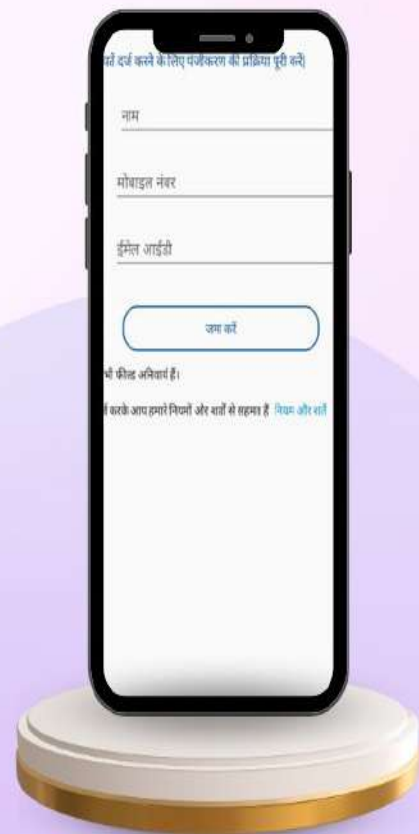 दर्ज करने के लिए पंजीकरण की प्रक्रिया पूरी करें|
नाम
मोबाइल नंबर
ईमेल आईडी
जमा करें
भी फील्ड अनिवार्य हैं।
करके आप हमारे नियमों और शर्तों से सहमत हैं नियम और शर्तें